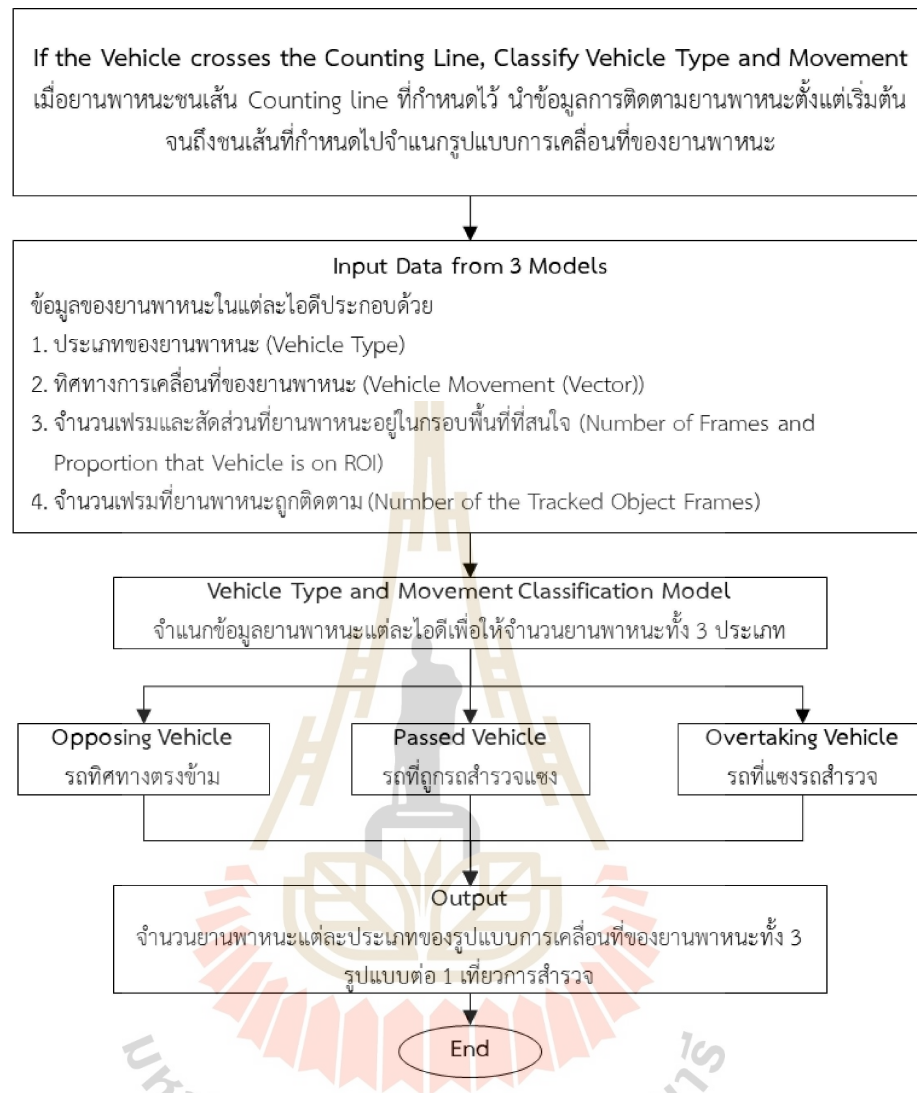 If the Vehicle crosses the Counting Line, Classify Vehicle Type and Movement
เมื่อยานพาหนะชนเส้น Counting line ที่กำหนดไว้ นำข้อมูลการติดตามยานพาหนะตั้งแต่เริ่มต้น
จนถึงชนเส้นที่กำหนดไปจำแนกรูปแบบการเคลื่อนที่ของยานพาหนะ
Input Data from 3 Models
ข้อมูลของยานพาหนะในแต่ละไอดีประกอบด้วย
1. ประเภทของยานพาหนะ (Vehicle Type)
2. ทิศทางการเคลื่อนที่ของยานพาหนะ (Vehicle Movement (Vector))
3. จำนวนเฟรมและสัดส่วนที่ยานพาหนะอยู่ในกรอบพื้นที่ที่สนใจ (Number of Frames and
Proportion that Vehicle is on ROI)
4. จำนวนเฟรมที่ยานพาหนะถูกติดตาม (Number of the Tracked Object Frames)
Vehicle Type and Movement Classification Model
จำแนกข้อมูลยานพาหนะแต่ละไอดีเพื่อให้จำนวนยานพาหนะทั้ง 3 ประเภท
Opposing Vehicle
รถทิศทางตรงข้าม
Passed Vehicle
รถที่ถูกรถสำรวจแซง
Overtaking Vehicle
รถที่แซงรถสำรวจ
Output
จำนวนยานพาหนะแต่ละประเภทของรูปแบบการเคลื่อนที่ของยานพาหนะทั้ง 3
รูปแบบต่อ 1 เที่ยวการสำรวจ
End